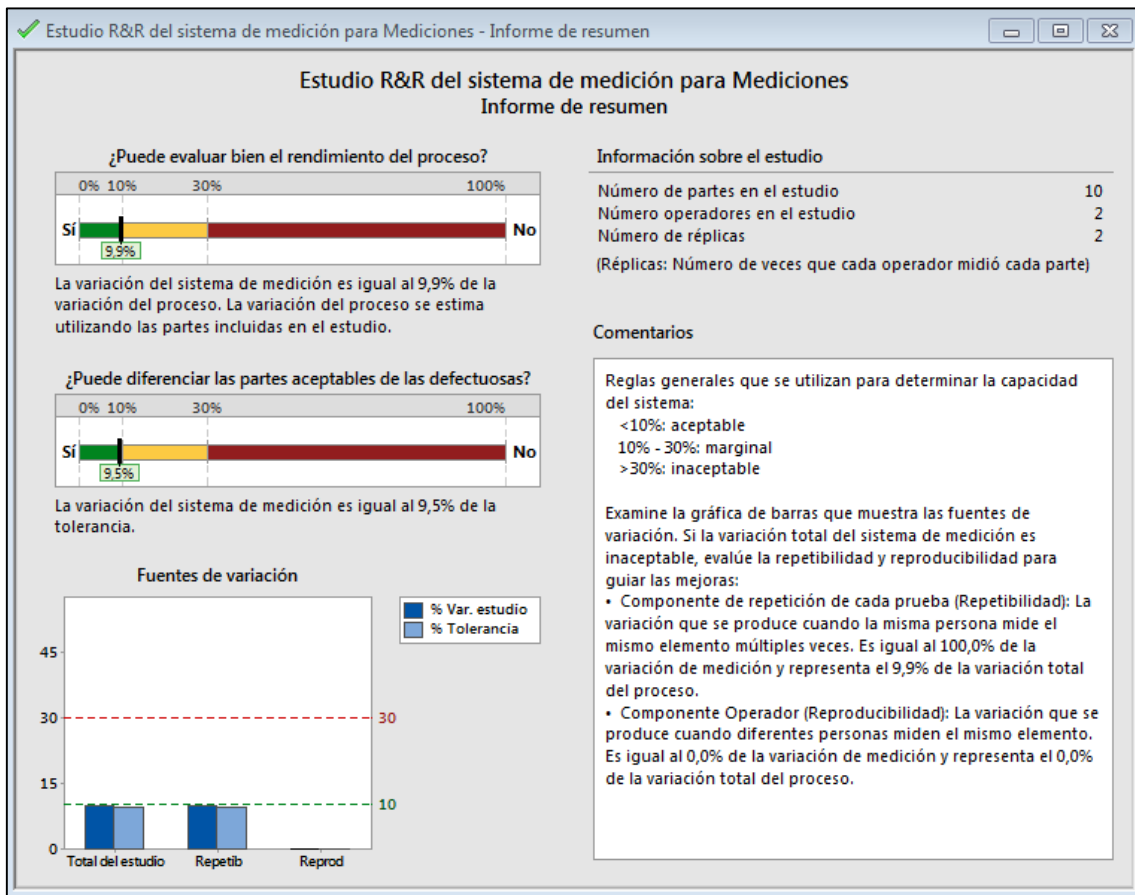 Estudio R&R del sistema de medición para Mediciones - Informe de resumen
Estudio R&R del sistema de medición para Mediciones
Informe de resumen
¿Puede evaluar bien el rendimiento del proceso?
0% 10% 30% 100%
Sí No
9,9%
La variación del sistema de medición es igual al 9,9% de la
variación del proceso. La variación del proceso se estima
utilizando las partes incluidas en el estudio.
¿Puede diferenciar las partes aceptables de las defectuosas?
0% 10% 30% 100%
Sí No
9,5%
La variación del sistema de medición es igual al 9,5% de la
tolerancia.
Fuentes de variación
% Var. estudio
% Tolerancia
45
30 30
15
10
0
Total del estudio Repetib Reprod
Información sobre el estudio
Número de partes en el estudio 10
Número operadores en el estudio 2
Número de réplicas 2
(Réplicas: Número de veces que cada operador midió cada parte)
Comentarios
Reglas generales que se utilizan para determinar la capacidad
del sistema:
<10%: aceptable
10% - 30%: marginal
>30%: inaceptable
Examine la gráfica de barras que muestra las fuentes de
variación. Si la variación total del sistema de medición es
inaceptable, evalúe la repetibilidad y reproducibilidad para
guiar las mejoras:
• Componente de repetición de cada prueba (Repetibilidad): La
variación que se produce cuando la misma persona mide el
mismo elemento múltiples veces. Es igual al 100,0% de la
variación de medición y representa el 9,9% de la variación total
del proceso.
• Componente Operador (Reproducibilidad): La variación que se
produce cuando diferentes personas miden el mismo elemento.
Es igual al 0,0% de la variación de medición y representa el 0,0%
de la variación total del proceso.